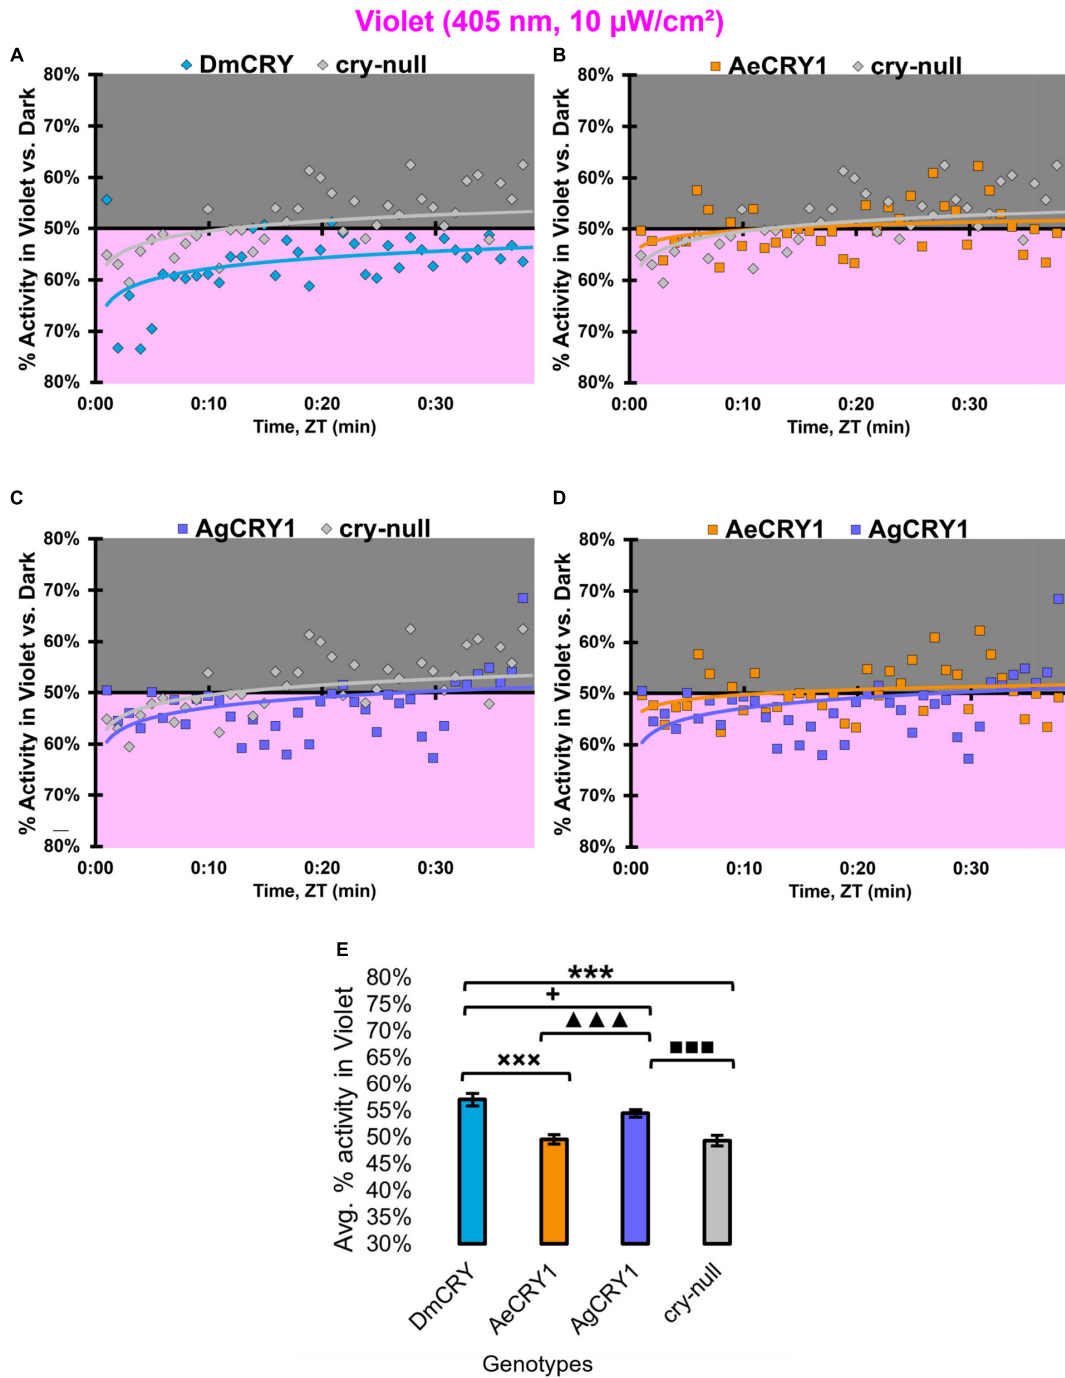 Violet (405 nm, 10 µW/cm²)
A
DmCRY cry-null
% Activity in Violet vs. Dark
80%
70%
60%
50%
60%
70%
80%
0:00 0:10 0:20 0:30
Time, ZT (min)
B
AeCRY1 cry-null
% Activity in Violet vs. Dark
80%
70%
60%
50%
60%
70%
80%
0:00 0:10 0:20 0:30
Time, ZT (min)
C
AgCRY1 cry-null
% Activity in Violet vs. Dark
80%
70%
60%
50%
60%
70%
80%
0:00 0:10 0:20 0:30
Time, ZT (min)
D
AeCRY1 AgCRY1
% Activity in Violet vs. Dark
80%
70%
60%
50%
60%
70%
80%
0:00 0:10 0:20 0:30
Time, ZT (min)
E
Avg. % activity in Violet
80%
75%
70%
65%
60%
55%
50%
45%
40%
35%
30%
***
+
▲▲▲
■■■
×××
DmCRY AeCRY1 AgCRY1 cry-null
Genotypes